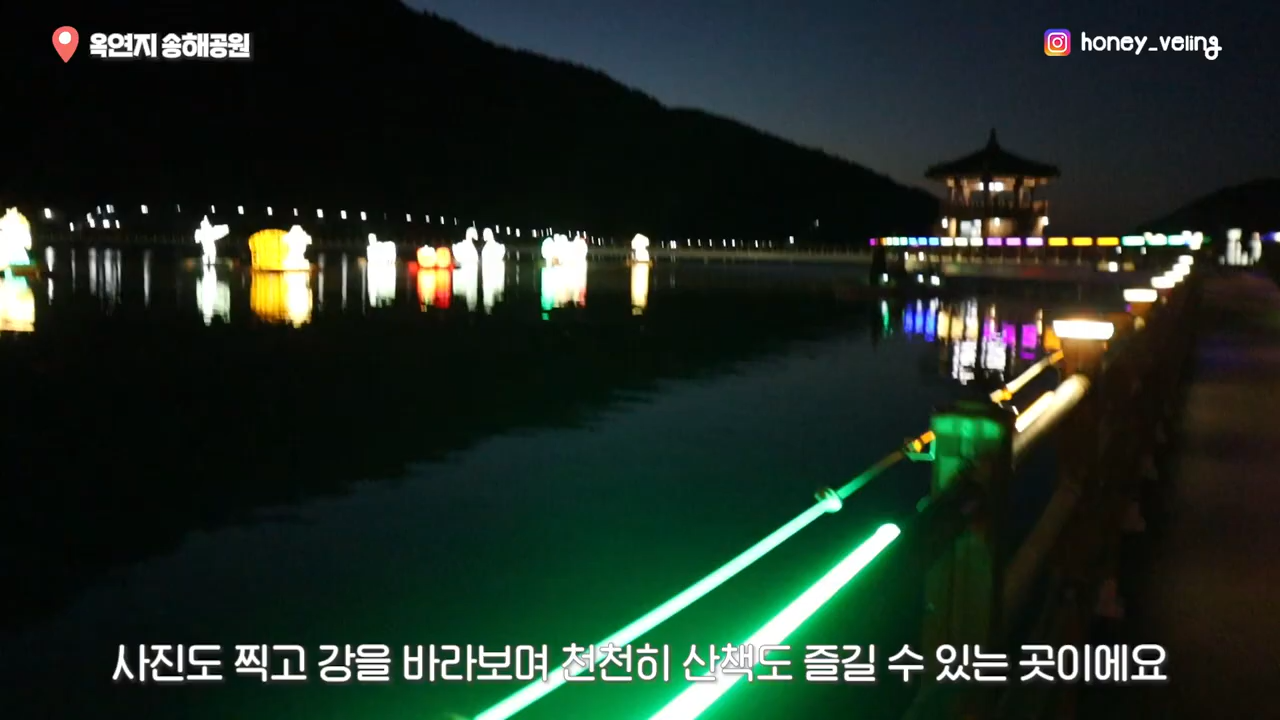 옥연지 송해공원
honey_veling
사진도 찍고 강을 바라보며 천천히 산책도 즐길 수 있는 곳이에요